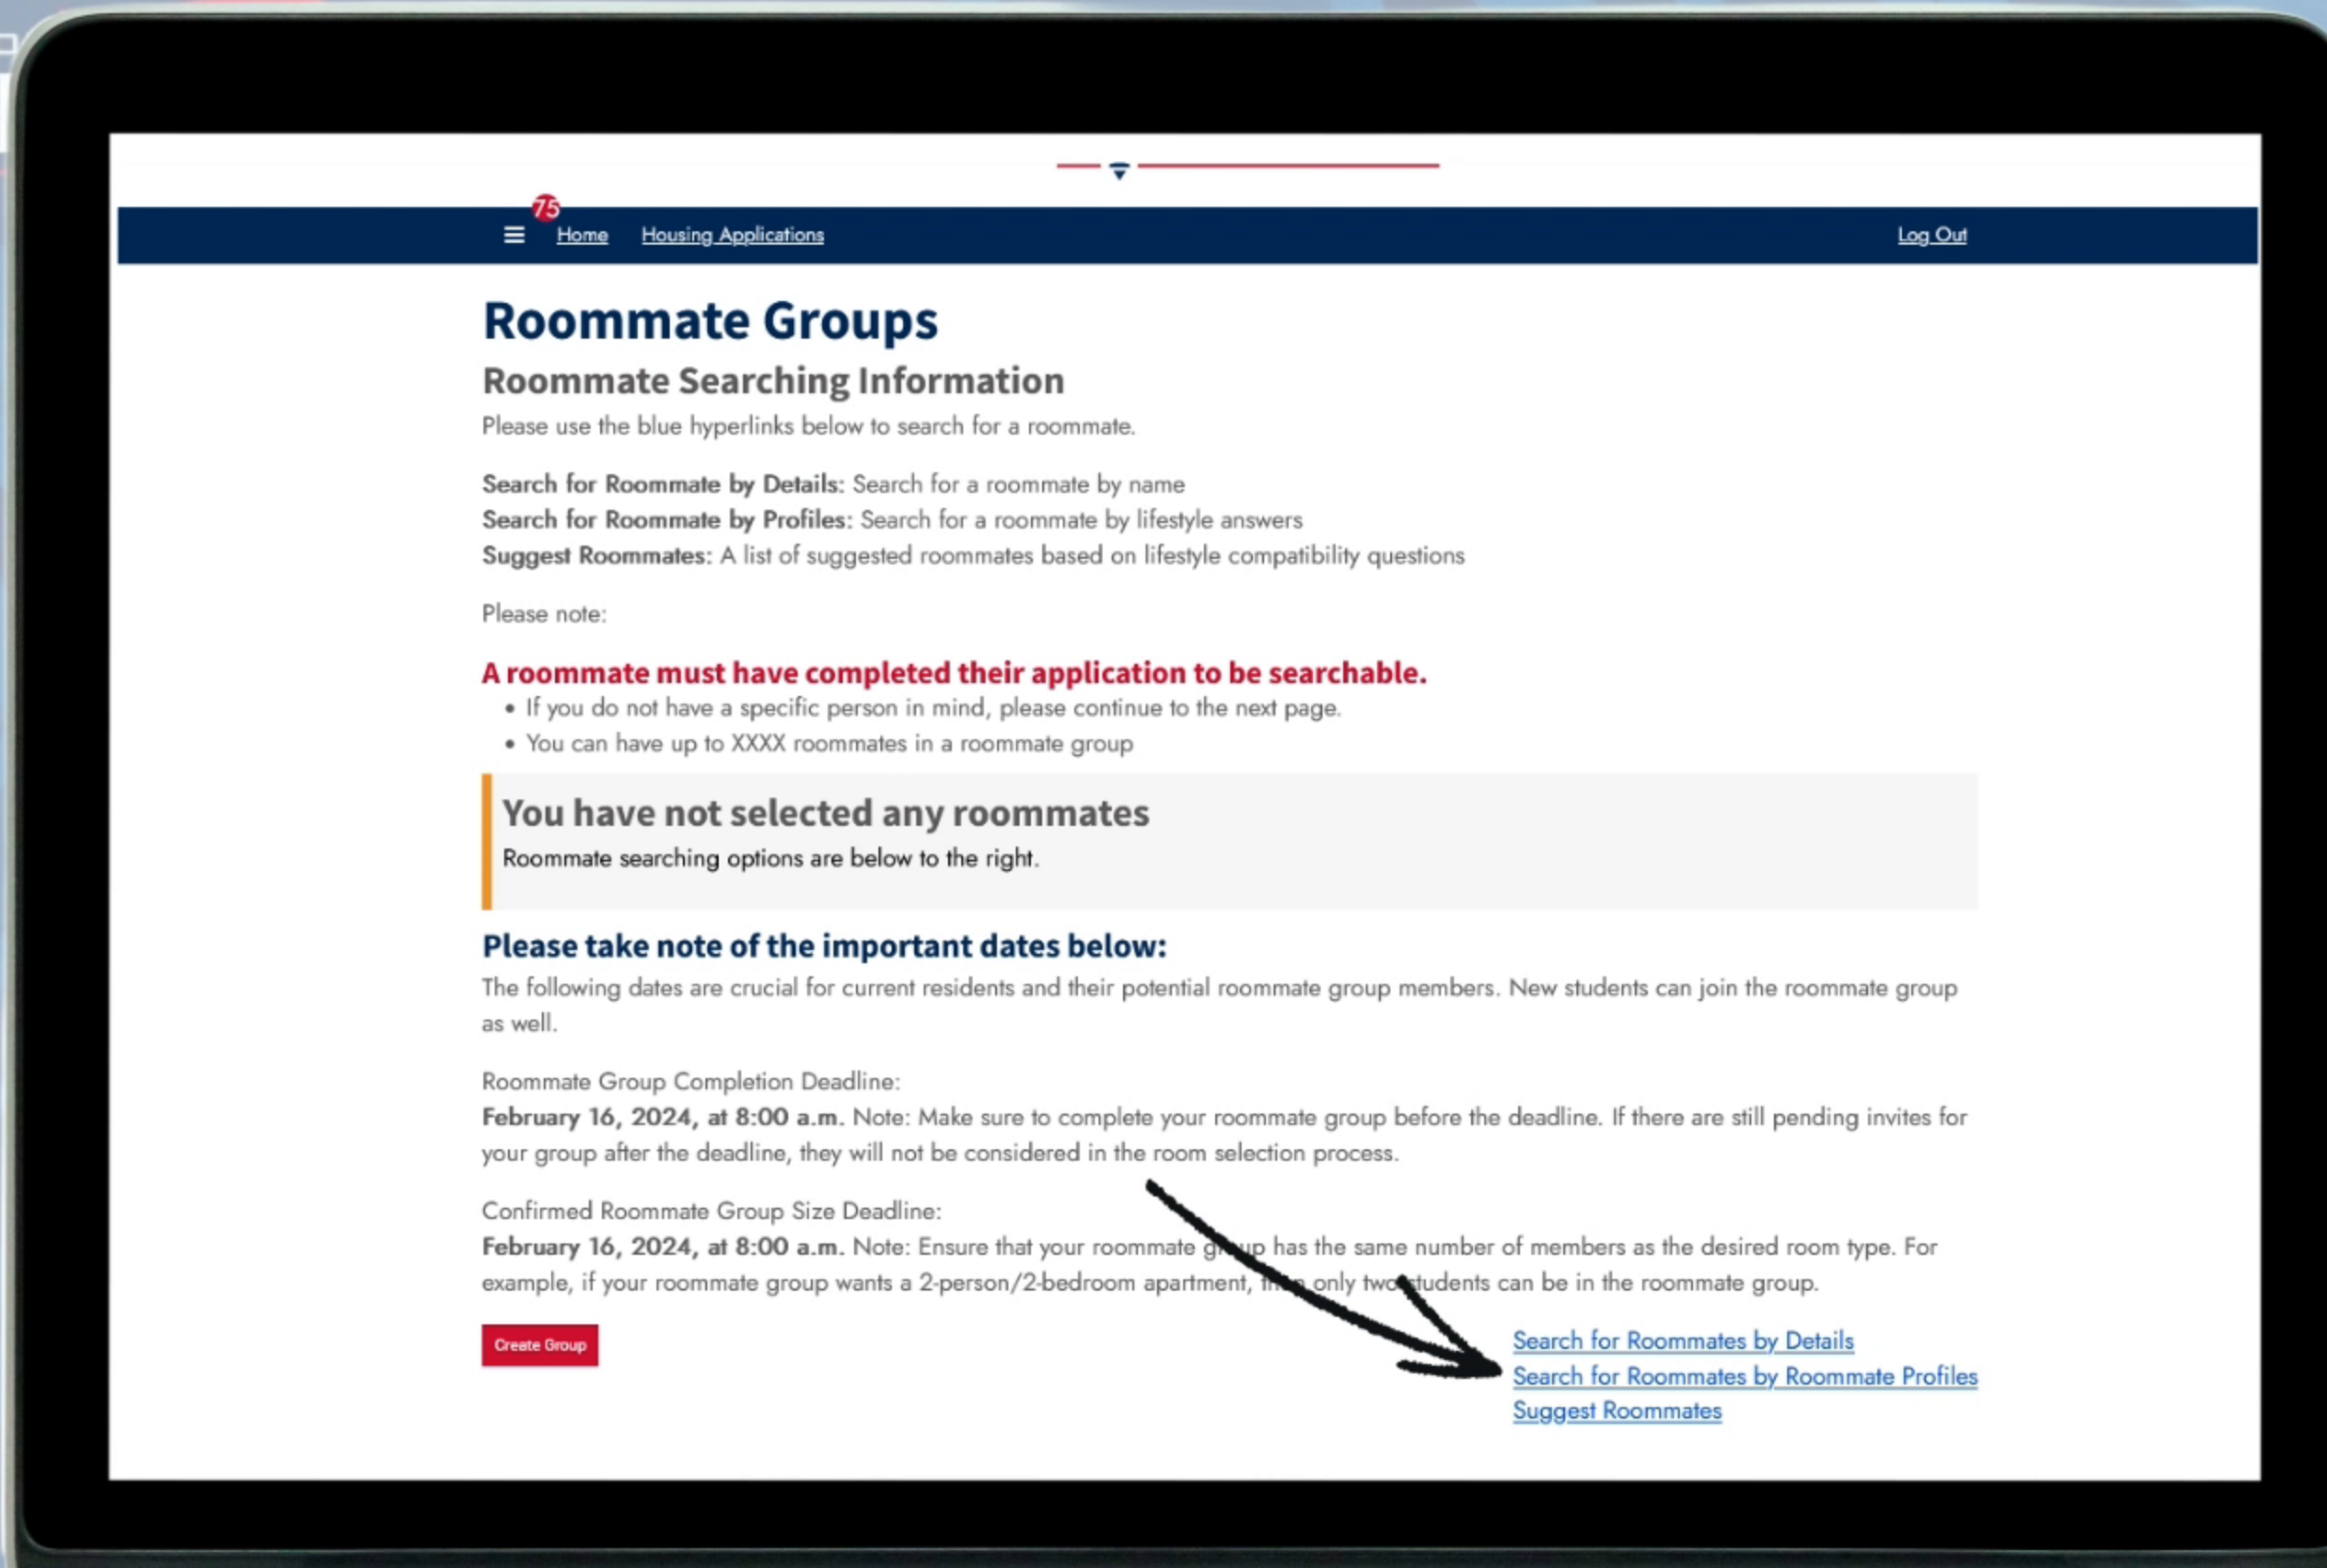 75
Home Housing Applications Log Out
Roommate Groups
Roommate Searching Information
Please use the blue hyperlinks below to search for a roommate.
Search for Roommate by Details: Search for a roommate by name
Search for Roommate by Profiles: Search for a roommate by lifestyle answers
Suggest Roommates: A list of suggested roommates based on lifestyle compatibility questions
Please note:
A roommate must have completed their application to be searchable.
• If you do not have a specific person in mind, please continue to the next page.
• You can have up to XXXX roommates in a roommate group
You have not selected any roommates
Roommate searching options are below to the right.
Please take note of the important dates below:
The following dates are crucial for current residents and their potential roommate group members. New students can join the roommate group
as well.
Roommate Group Completion Deadline:
February 16, 2024, at 8:00 a.m. Note: Make sure to complete your roommate group before the deadline. If there are still pending invites for
your group after the deadline, they will not be considered in the room selection process.
Confirmed Roommate Group Size Deadline:
February 16, 2024, at 8:00 a.m. Note: Ensure that your roommate group has the same number of members as the desired room type. For
example, if your roommate group wants a 2-person/2-bedroom apartment, then only two students can be in the roommate group.
Create Group
Search for Roommates by Details
Search for Roommates by Roommate Profiles
Suggest Roommates